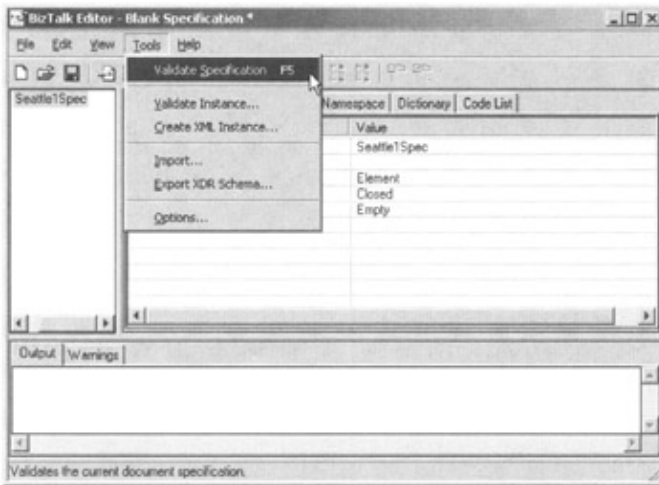 BizTalk Editor - Blank Specification *
File Edit View Tools Help
Validate Specification F5
Validate Instance...
Create XML Instance...
Import...
Export XDR Schema...
Options...
Seattle1Spec
Namespace Dictionary Code List
Value
Seattle1Spec
Element
Closed
Empty
Output Warnings
Validates the current document specification.